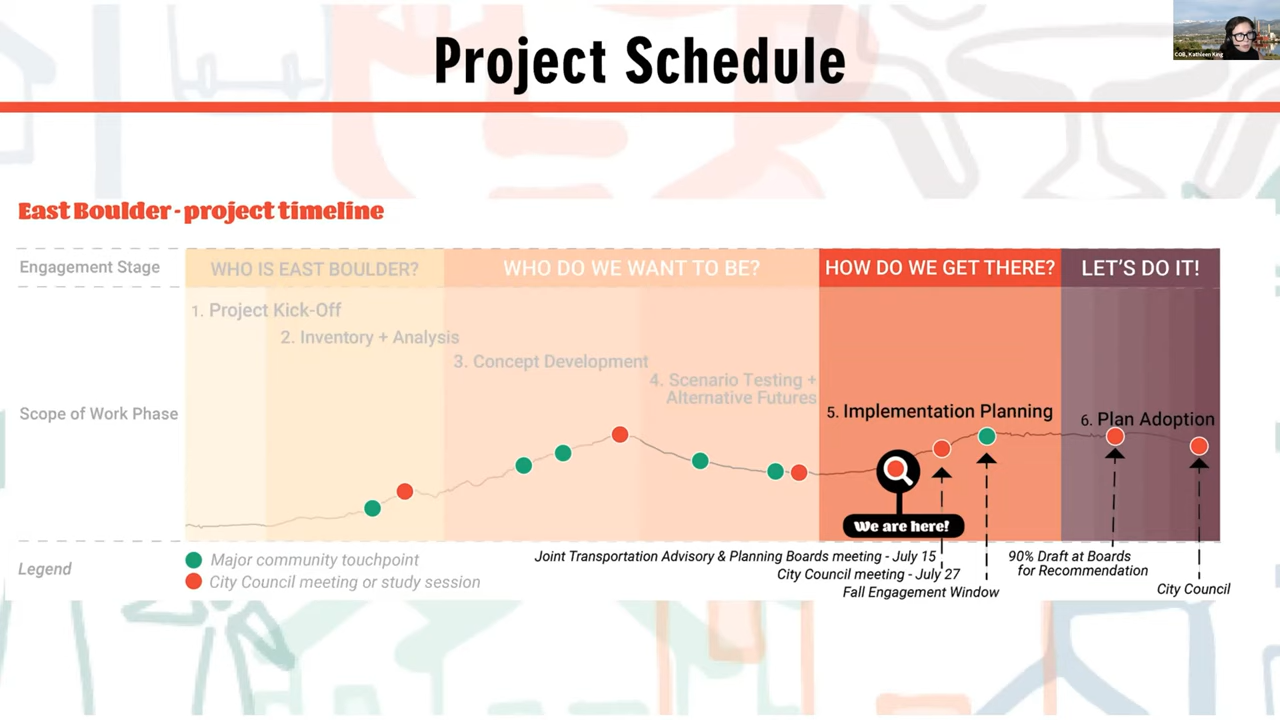 Project Schedule
COB, Kathleen King
East Boulder - project timeline
Engagement Stage
WHO IS EAST BOULDER?
WHO DO WE WANT TO BE?
HOW DO WE GET THERE?
LET'S DO IT!
1. Project Kick-Off
2. Inventory + Analysis
3. Concept Development
4. Scenario Testing +
Alternative Futures
Scope of Work Phase
5. Implementation Planning
6. Plan Adoption
We are here!
Legend
Major community touchpoint
City Council meeting or study session
Joint Transportation Advisory & Planning Boards meeting - July 15
City Council meeting - July 27
Fall Engagement Window
90% Draft at Boards
for Recommendation
City Council